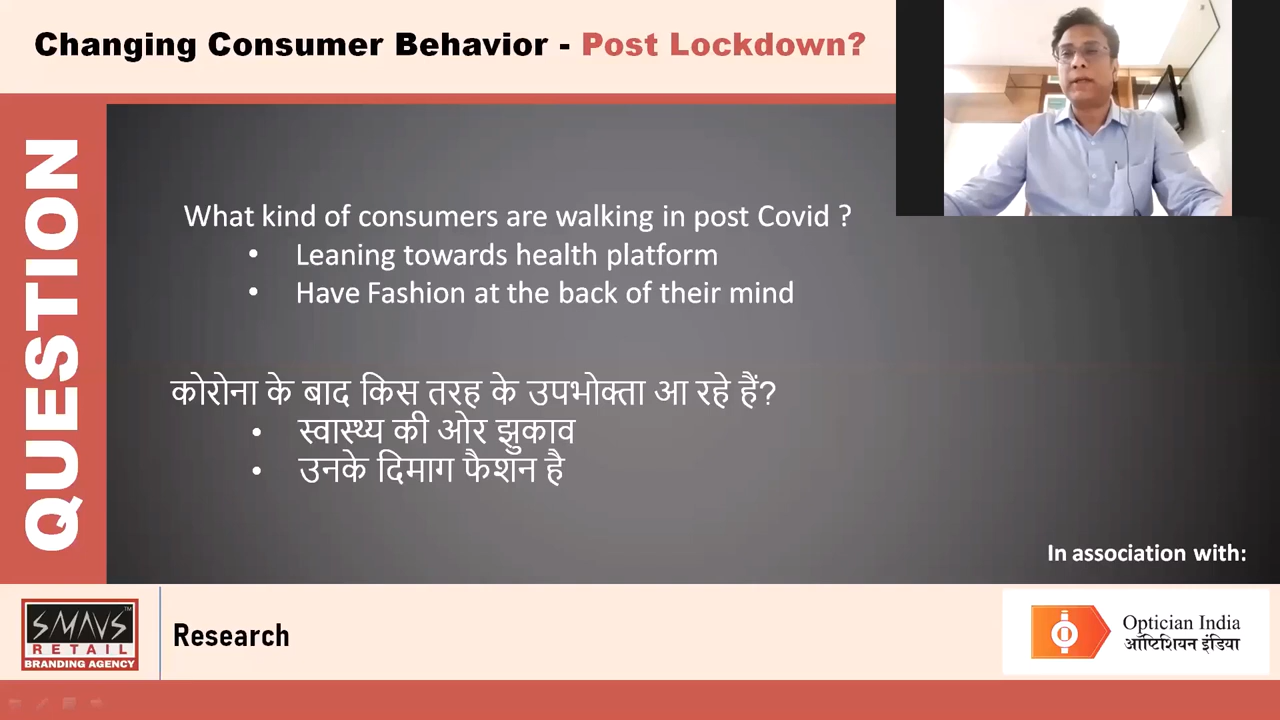 Changing Consumer Behavior - Post Lockdown?
QUESTION
What kind of consumers are walking in post Covid ?
• Leaning towards health platform
• Have Fashion at the back of their mind
कोरोना के बाद किस तरह के उपभोक्ता आ रहे हैं?
• स्वास्थ्य की ओर झुकाव
• उनके दिमाग फैशन है
In association with:
SMAVS™
RETAIL
BRANDING AGENCY
Research
Optician India
ऑप्टिशियन इंडिया